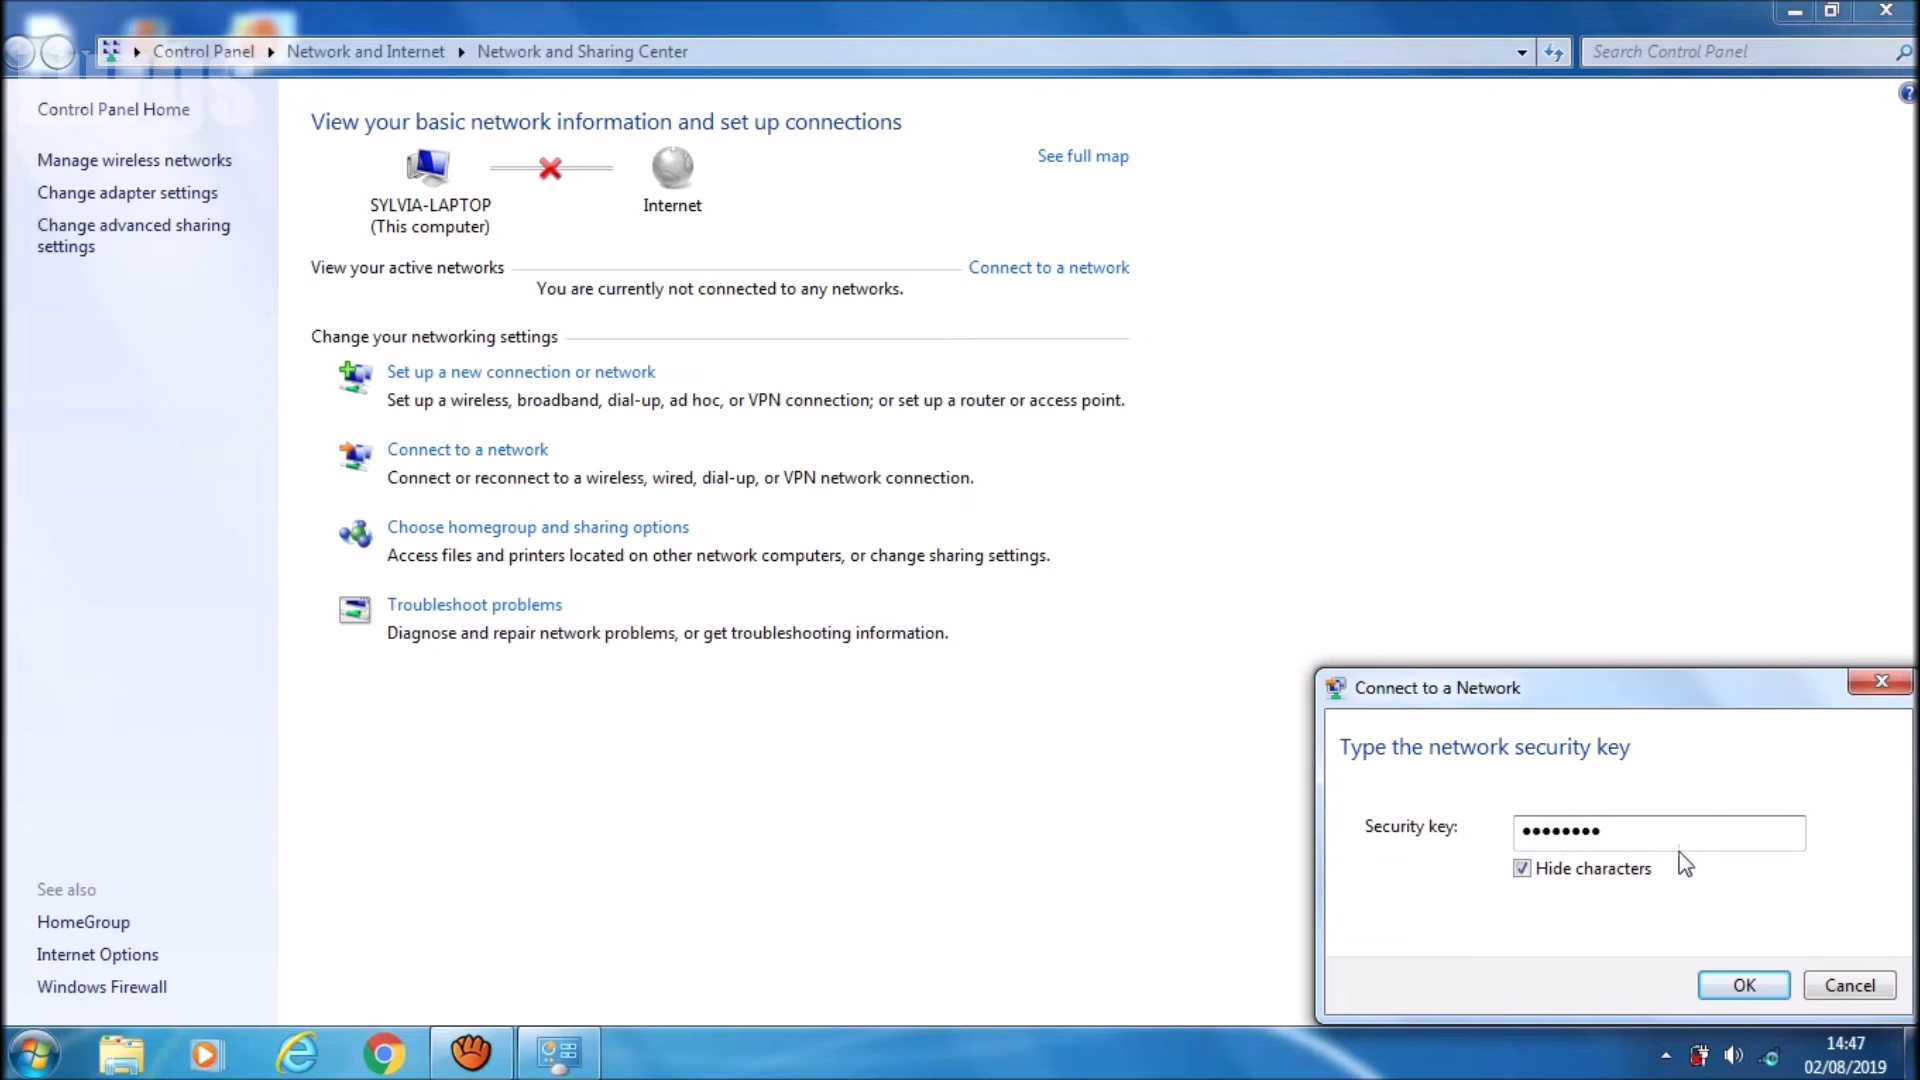 Control Panel
Network and Internet
Network and Sharing Center
Search Control Panel
Control Panel Home
Manage wireless networks
Change adapter settings
Change advanced sharing
settings
See also
HomeGroup
Internet Options
Windows Firewall
View your basic network information and set up connections
See full map
SYLVIA-LAPTOP
(This computer)
Internet
View your active networks
Connect to a network
You are currently not connected to any networks.
Change your networking settings
Set up a new connection or network
Set up a wireless, broadband, dial-up, ad hoc, or VPN connection; or set up a router or access point.
Connect to a network
Connect or reconnect to a wireless, wired, dial-up, or VPN network connection.
Choose homegroup and sharing options
Access files and printers located on other network computers, or change sharing settings.
Troubleshoot problems
Diagnose and repair network problems, or get troubleshooting information.
Connect to a Network
Type the network security key
Security key:
••••••••
Hide characters
OK
Cancel
14:47
02/08/2019